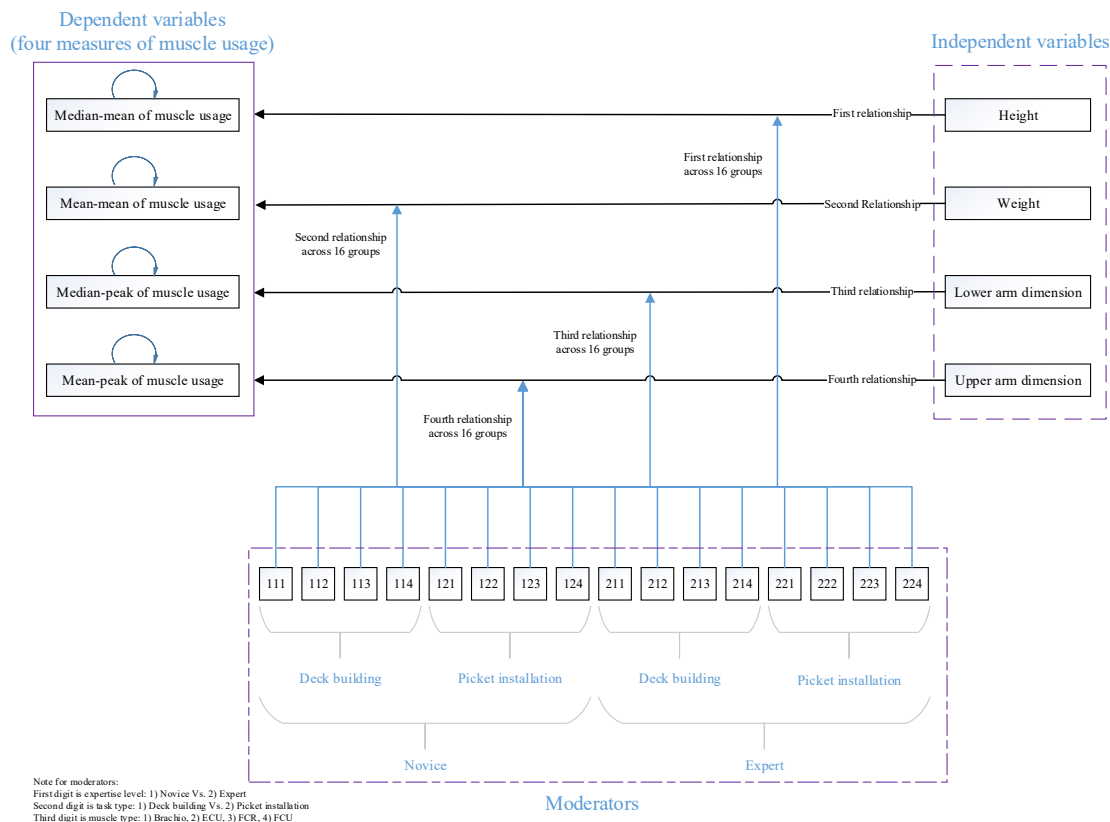 Dependent variables
(four measures of muscle usage)
Independent variables
Median-mean of muscle usage
First relationship
Height
First relationship
across 16 groups
Mean-mean of muscle usage
Second Relationship
Weight
Second relationship
across 16 groups
Median-peak of muscle usage
Third relationship
Lower arm dimension
Third relationship
across 16 groups
Mean-peak of muscle usage
Fourth relationship
Upper arm dimension
Fourth relationship
across 16 groups
111 112 113 114 121 122 123 124 211 212 213 214 221 222 223 224
Deck building Picket installation Deck building Picket installation
Novice Expert
Moderators
Note for moderators:
First digit is expertise level: 1) Novice Vs. 2) Expert
Second digit is task type: 1) Deck building Vs. 2) Picket installation
Third digit is muscle type: 1) Brachio, 2) ECU, 3) FCR, 4) FCU